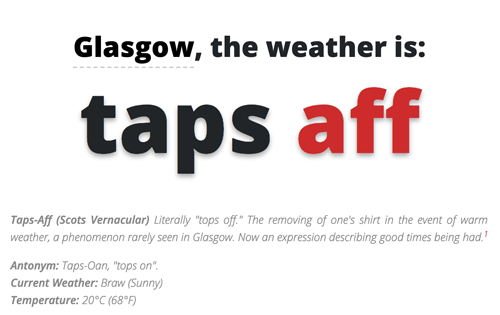 Glasgow, the weather is:
taps aff
Taps-Aff (Scots Vernacular) Literally "tops off." The removing of one's shirt in the event of warm
weather, a phenomenon rarely seen in Glasgow. Now an expression describing good times being had.1
Antonym: Taps-Oan, "tops on".
Current Weather: Braw (Sunny)
Temperature: 20°C (68°F)